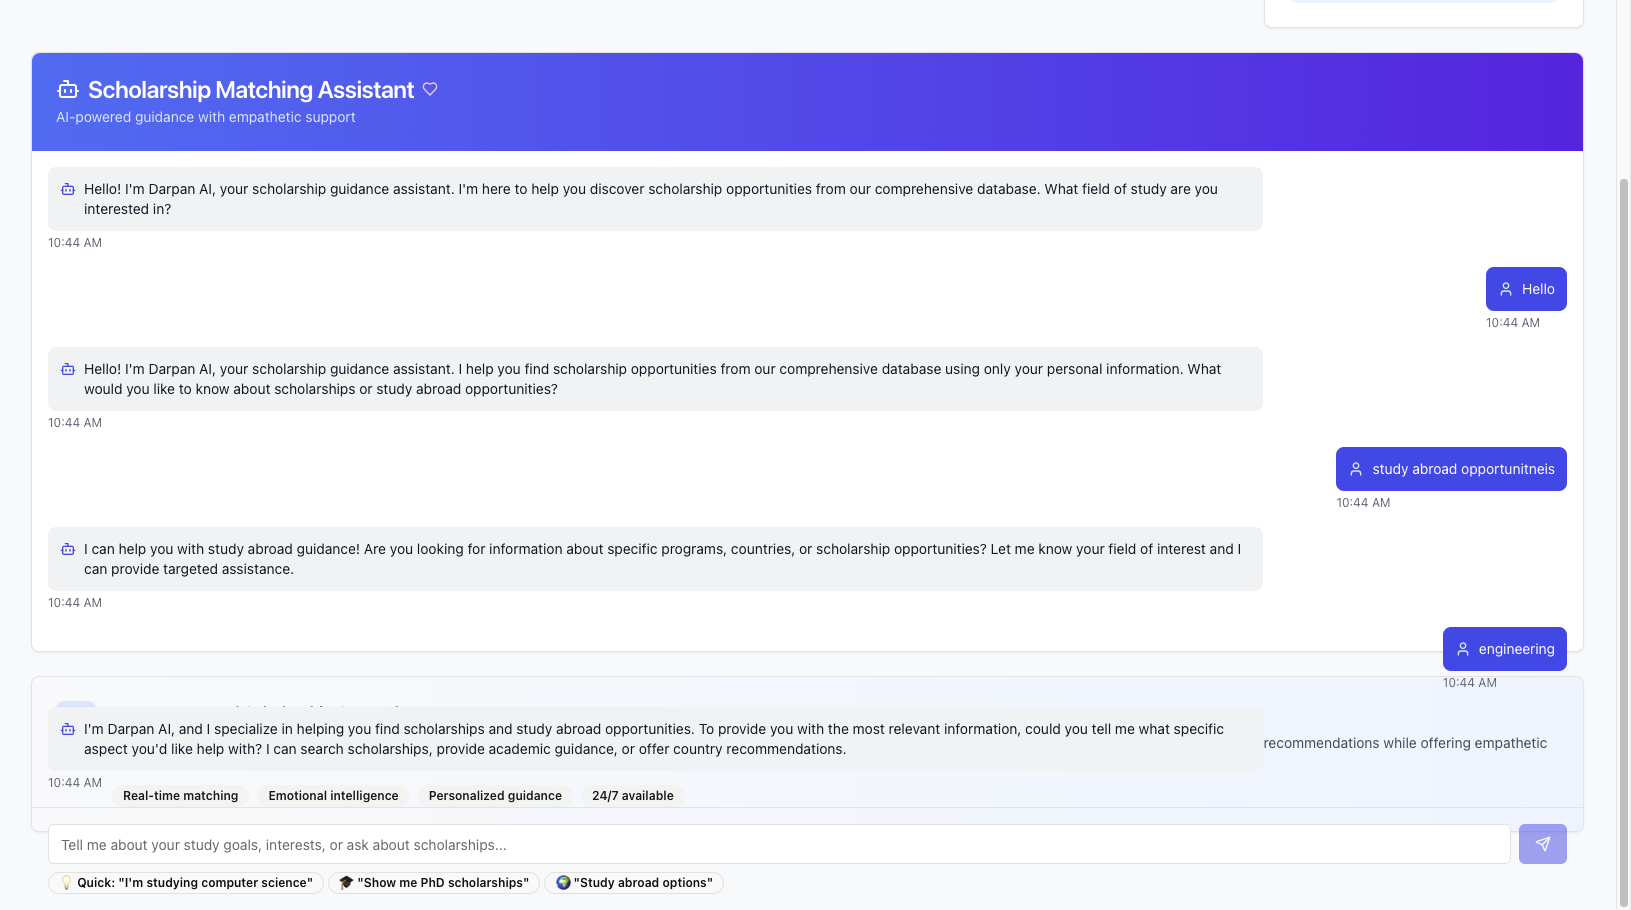 Scholarship Matching Assistant
AI-powered guidance with empathetic support
Hello! I'm Darpan AI, your scholarship guidance assistant. I'm here to help you discover scholarship opportunities from our comprehensive database. What field of study are you
interested in?
10:44 AM
Hello
10:44 AM
Hello! I'm Darpan AI, your scholarship guidance assistant. I help you find scholarship opportunities from our comprehensive database using only your personal information. What
would you like to know about scholarships or study abroad opportunities?
10:44 AM
study abroad opportunitneis
10:44 AM
I can help you with study abroad guidance! Are you looking for information about specific programs, countries, or scholarship opportunities? Let me know your field of interest and I
can provide targeted assistance.
10:44 AM
engineering
10:44 AM
I'm Darpan AI, and I specialize in helping you find scholarships and study abroad opportunities. To provide you with the most relevant information, could you tell me what specific
aspect you'd like help with? I can search scholarships, provide academic guidance, or offer country recommendations.
recommendations while offering empathetic
10:44 AM
Real-time matching Emotional intelligence Personalized guidance 24/7 available
Tell me about your study goals, interests, or ask about scholarships...
Quick: "I'm studying computer science" "Show me PhD scholarships" "Study abroad options"